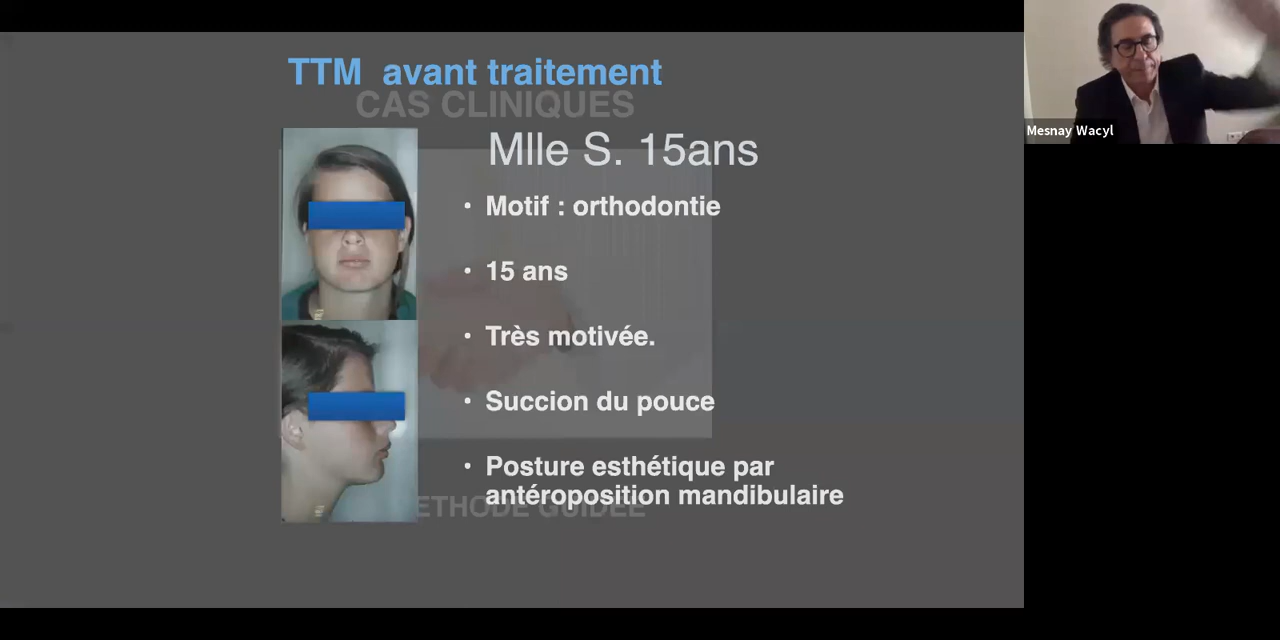 TTM avant traitement
CAS CLINIQUES
Mlle S. 15ans
• Motif : orthodontie
• 15 ans
• Très motivée.
• Succion du pouce
• Posture esthétique par
antéroposition mandibulaire
GUIDÉE
Mesnay Wacyl